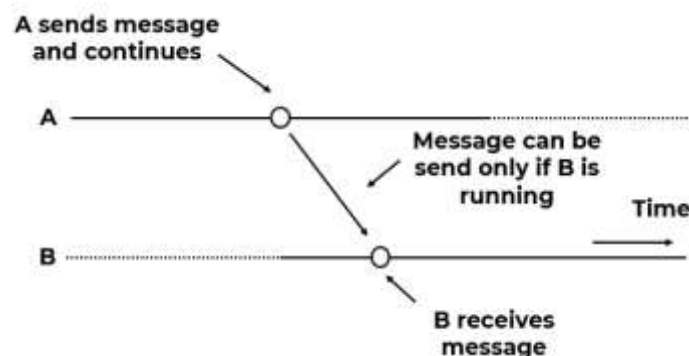 A sends message
and continues
A
Message can be
send only if B is
running
Time
B
B receives
message